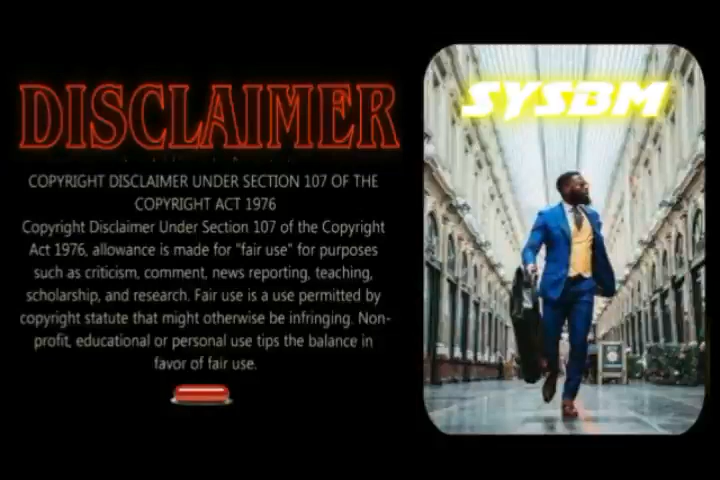 DISCLAIMER
COPYRIGHT DISCLAIMER UNDER SECTION 107 OF THE
COPYRIGHT ACT 1976
Copyright Disclaimer Under Section 107 of the Copyright
Act 1976, allowance is made for "fair use" for purposes
such as criticism, comment, news reporting, teaching,
scholarship, and research. Fair use is a use permitted by
copyright statute that might otherwise be infringing. Non-
profit, educational or personal use tips the balance in
favor of fair use.
SYSBM